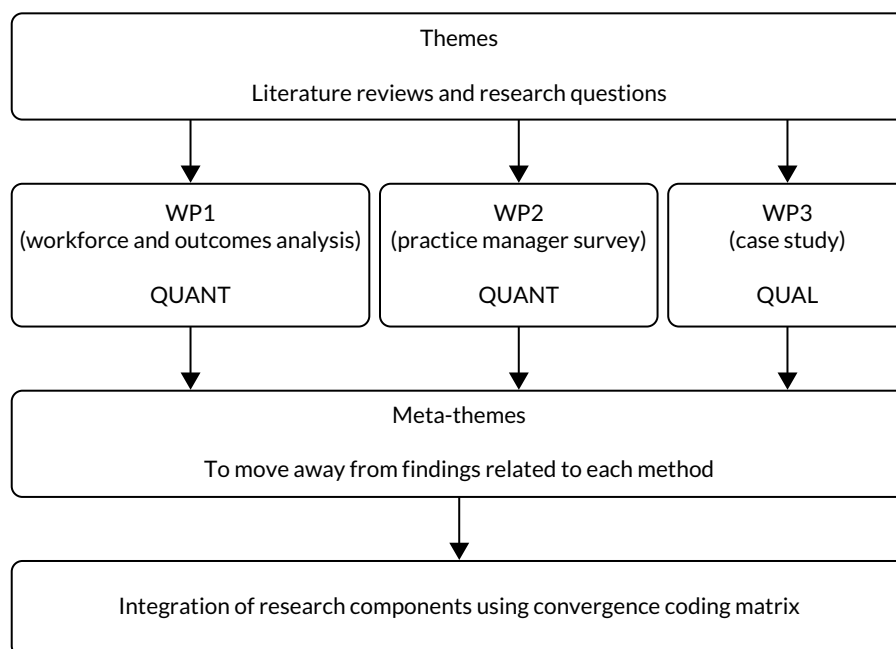 Themes
Literature reviews and research questions
WP1
(workforce and outcomes analysis)
QUANT
WP2
(practice manager survey)
QUANT
WP3
(case study)
QUAL
Meta-themes
To move away from findings related to each method
Integration of research components using convergence coding matrix